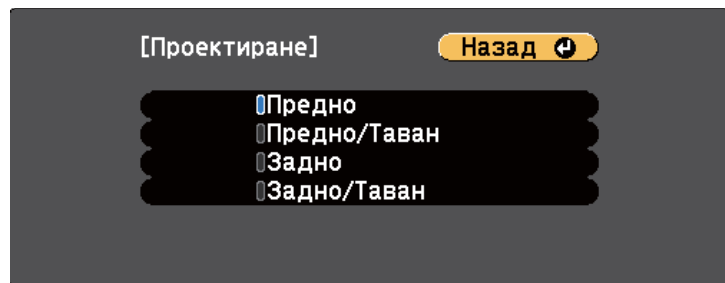 [Проектиране] Назад
Предно
Предно/Таван
Задно
Задно/Таван